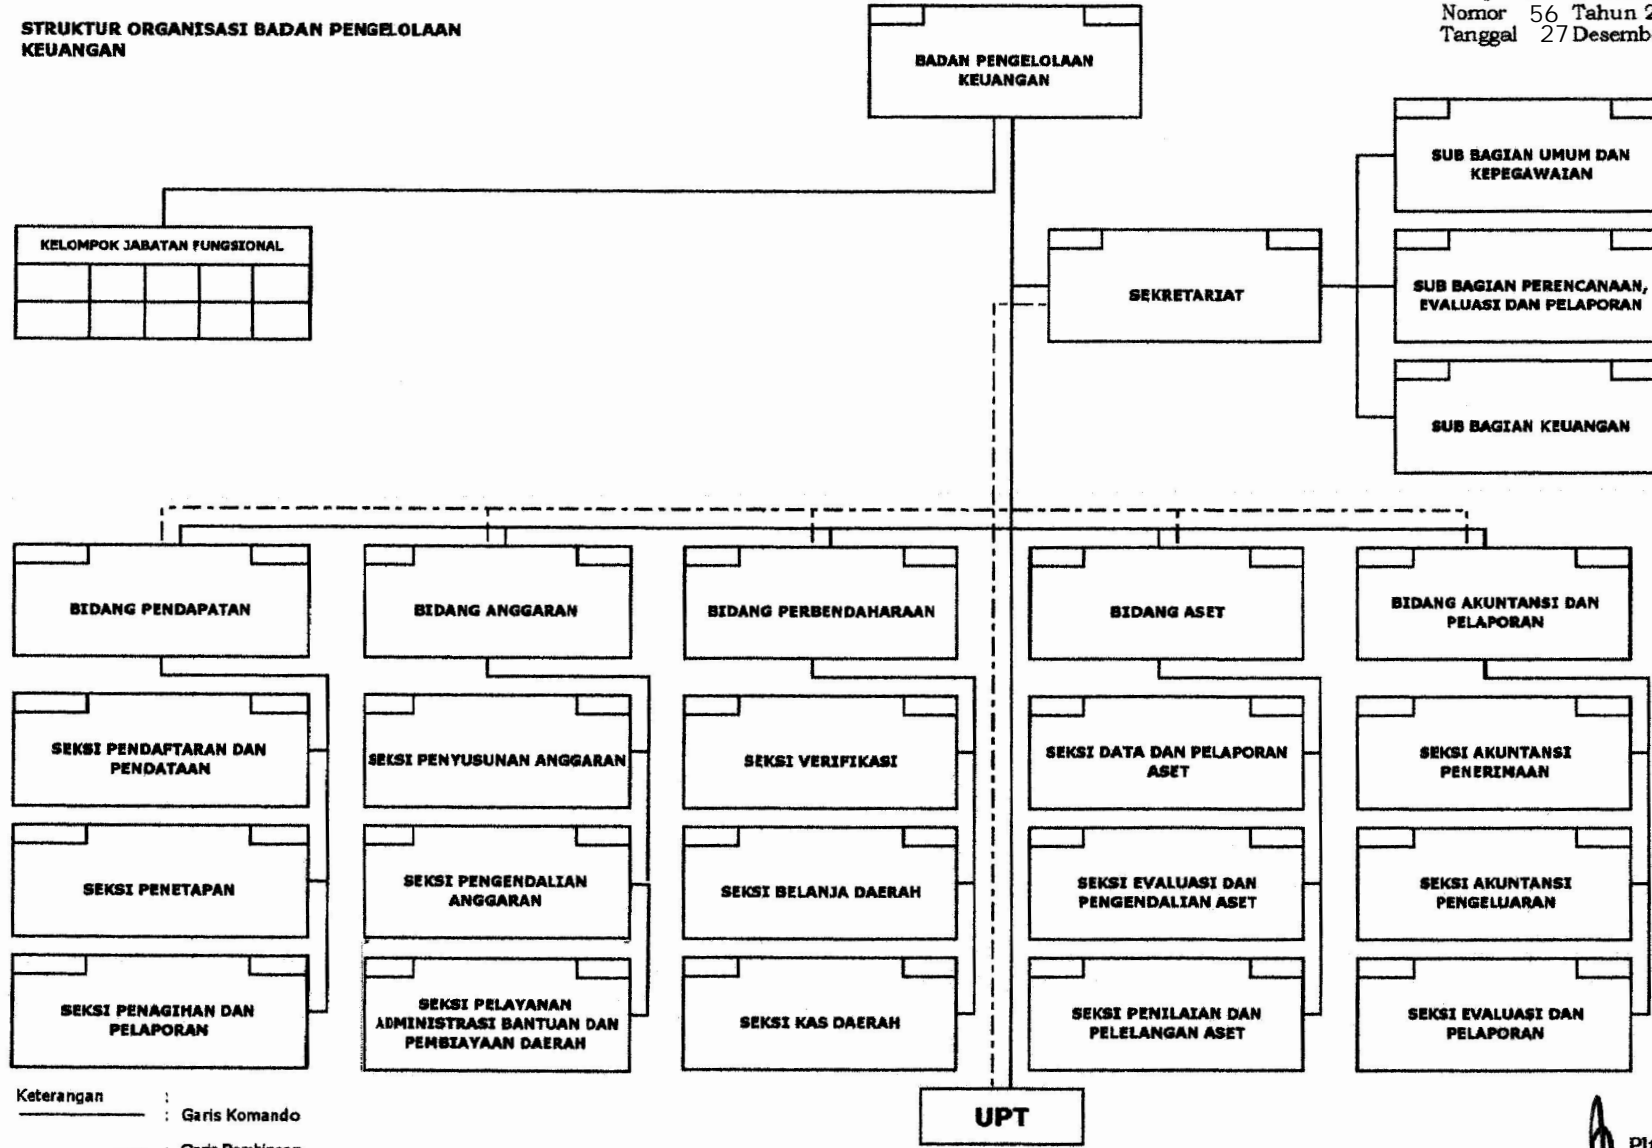 STRUKTUR ORGANISASI BADAN PENGELOLAAN
KEUANGAN
Nomor 56 Tahun
Tanggal 27
BADAN PENGELOLAAN
KEUANGAN
SUB BAGIAN UMUM DAN
KEPEGAWAIAN
KELOMPOK JABATAN FUNGSIONAL
SEKRETARIAT
SUB BAGIAN PERENCANAAN,
EVALUASI DAN PELAPORAN
SUB BAGIAN KEUANGAN
BIDANG PENDAPATAN
BIDANG ANGGARAN
BIDANG PERBENDAHARAAN
BIDANG ASET
BIDANG AKUNTANSI DAN
PELAPORAN
SEKSI PENDAFTARAN DAN
PENDATAAN
SEKSI PENYUSUNAN ANGGARAN
SEKSI VERIFIKASI
SEKSI DATA DAN PELAPORAN
ASET
SEKSI AKUNTANSI
PENERIMAAN
SEKSI PENETAPAN
SEKSI PENGENDALIAN
ANGGARAN
SEKSI BELANJA DAERAH
SEKSI EVALUASI DAN
PENGENDALIAN ASET
SEKSI AKUNTANSI
PENGELUARAN
SEKSI PENAGIHAN DAN
PELAPORAN
SEKSI PELAYANAN
ADMINISTRASI BANTUAN DAN
PEMBIAYAAN DAERAH
SEKSI KAS DAERAH
SEKSI PENILAIAN DAN
PELELANGAN ASET
SEKSI EVALUASI DAN
PELAPORAN
Keterangan :
: Garis Komando
UPT